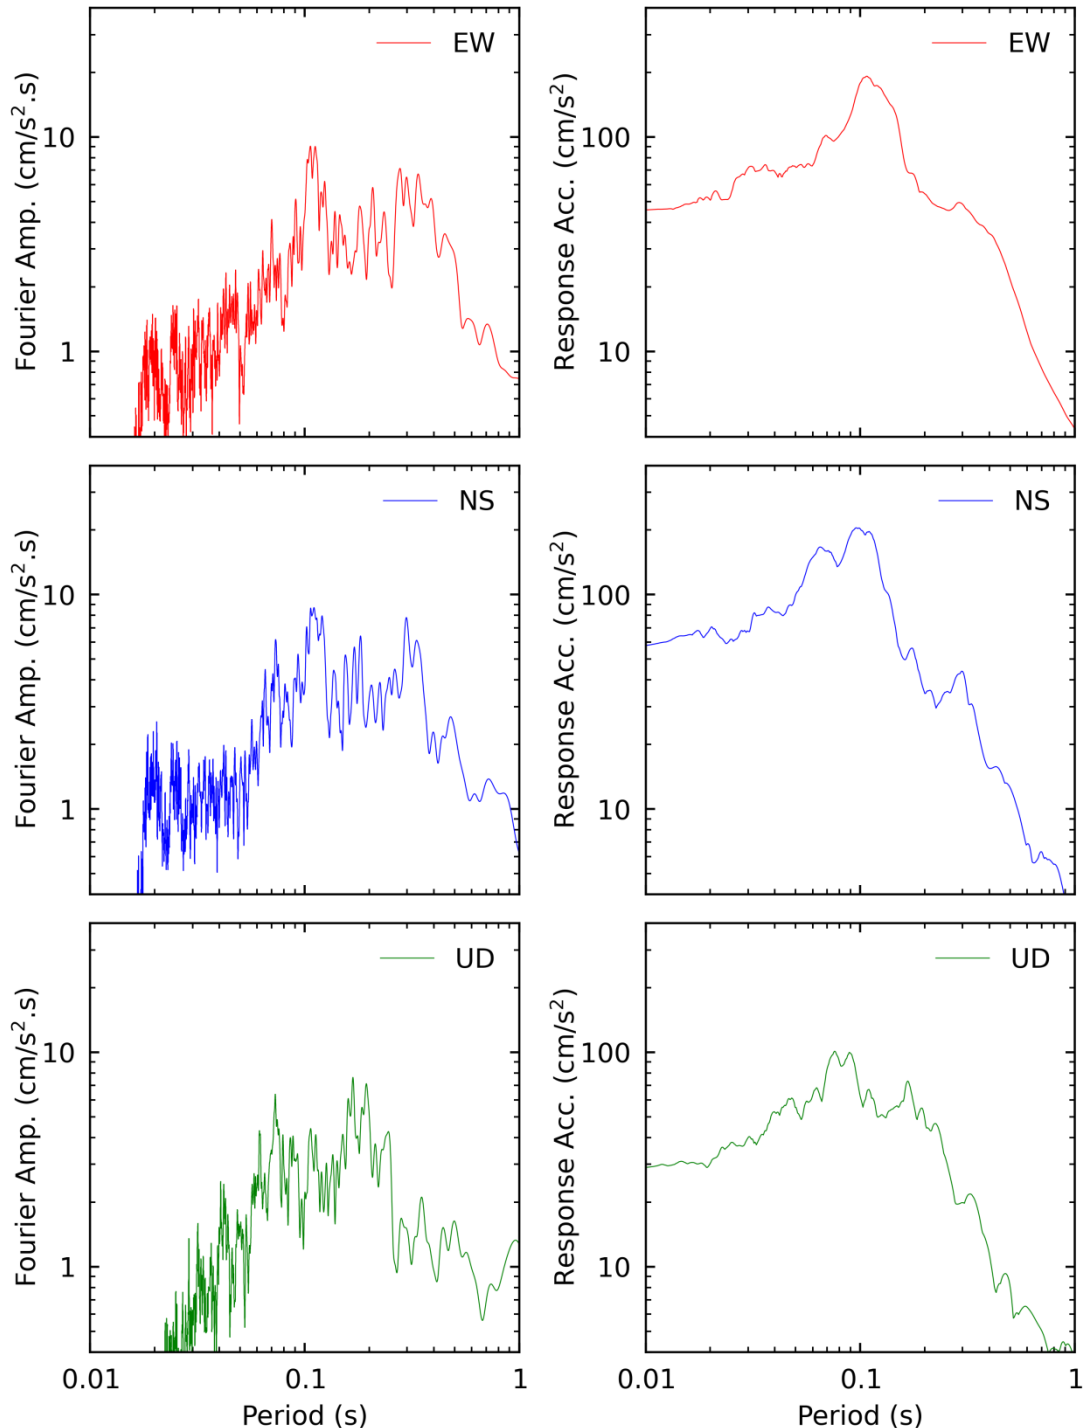 EW
Fourier Amp. (cm/s².s)
10
1
EW
Response Acc. (cm/s²)
100
10
NS
Fourier Amp. (cm/s².s)
10
1
NS
Response Acc. (cm/s²)
100
10
UD
Fourier Amp. (cm/s².s)
10
1
0.01
0.1
1
Period (s)
UD
Response Acc. (cm/s²)
100
10
0.01
0.1
1
Period (s)